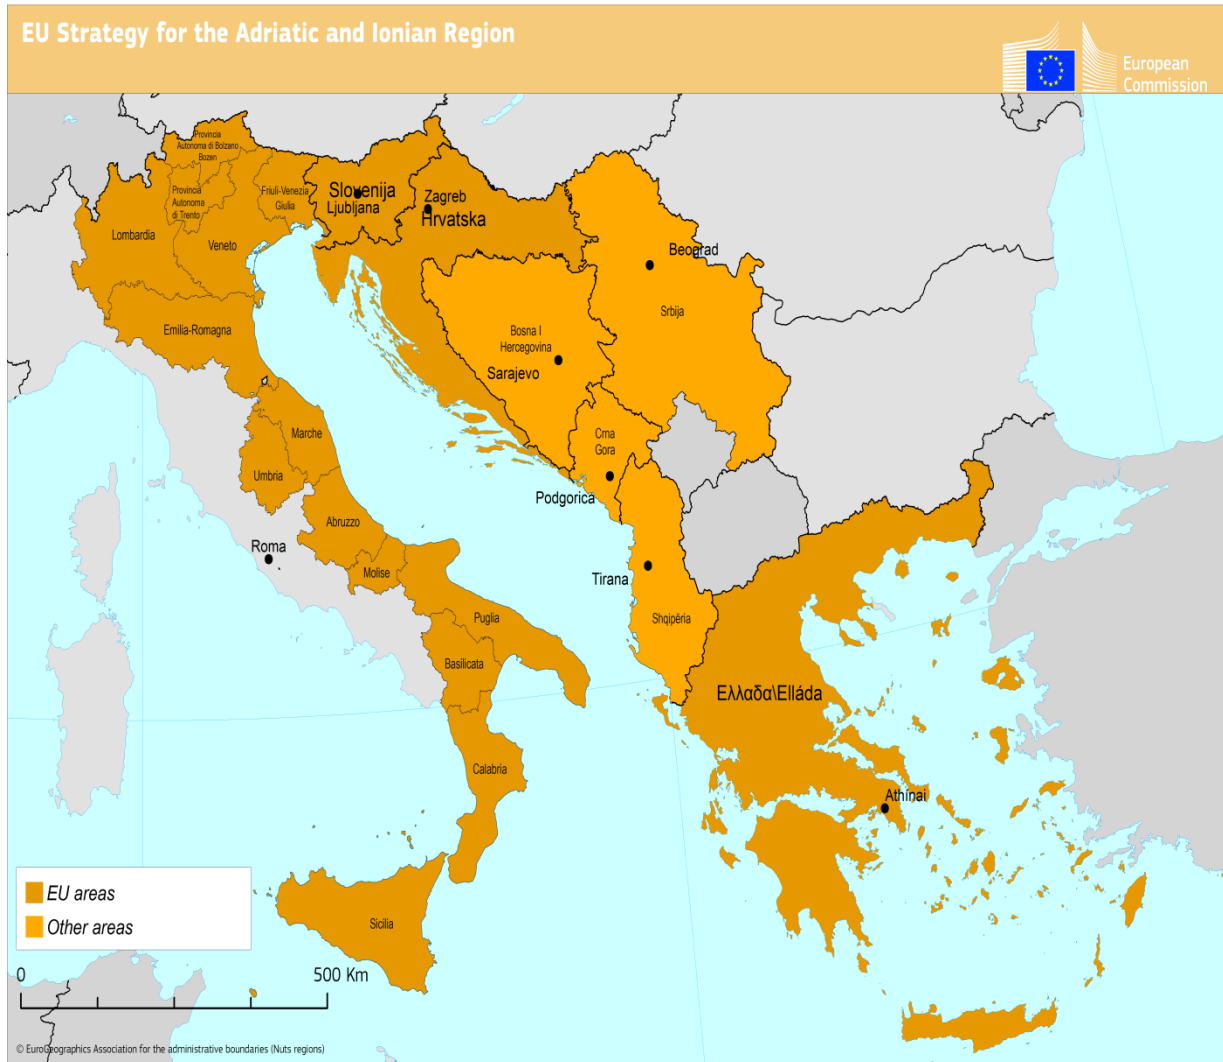 EU Strategy for the Adriatic and Ionian Region
European
Commission
Provincia
Autonoma di Bolzano
Bozen
Provincia
Autonoma
di Trento
Friuli-Venezia
Giulia
Lombardia
Veneto
Emilia-Romagna
Slovenija
Ljubljana
Zagreb
Hrvatska
Beograd
Srbija
Bosna I
Hercegovina
Sarajevo
Marche
Umbria
Crna
Gora
Podgorica
Abruzzo
Roma
Molise
Tirana
Puglia
Shqipëria
Basilicata
Ελλαδα\Elláda
Calabria
Athínai
Sicilia
EU areas
Other areas
0 500 Km
© EuroGeographics Association for the administrative boundaries (Nuts regions)